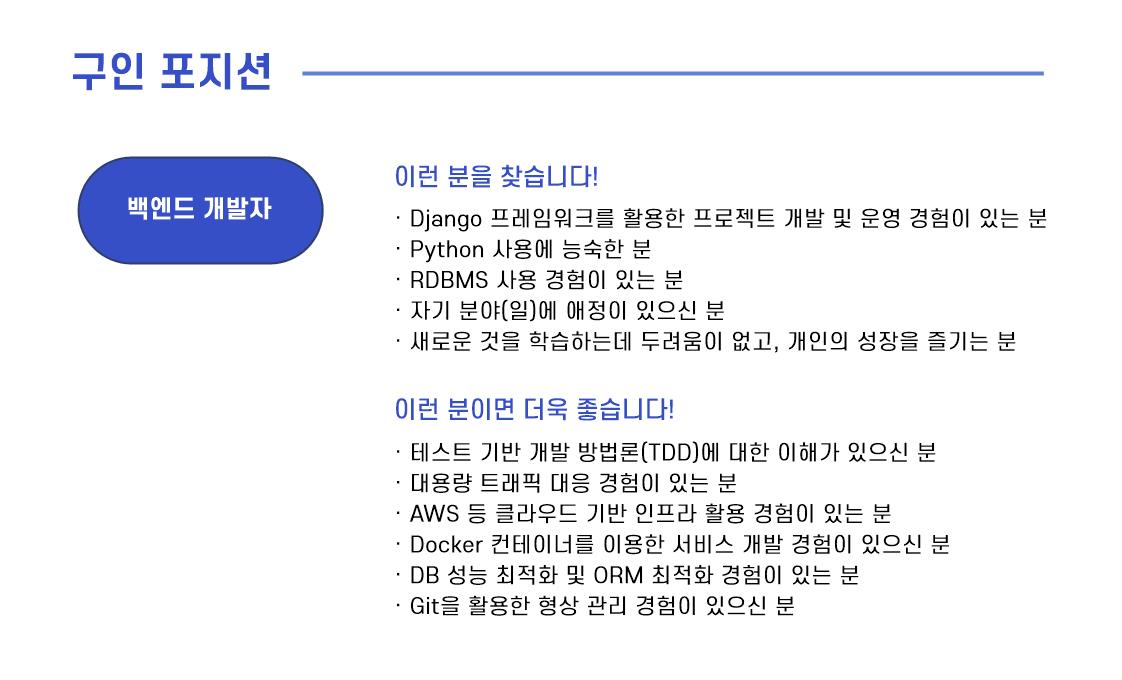 구인 포지션
백엔드 개발자
이런 분을 찾습니다!
· Django 프레임워크를 활용한 프로젝트 개발 및 운영 경험이 있는 분
· Python 사용에 능숙한 분
· RDBMS 사용 경험이 있는 분
· 자기 분야(일)에 애정이 있으신 분
· 새로운 것을 학습하는데 두려움이 없고, 개인의 성장을 즐기는 분
이런 분이면 더욱 좋습니다!
· 테스트 기반 개발 방법론(TDD)에 대한 이해가 있으신 분
· 대용량 트래픽 대응 경험이 있는 분
· AWS 등 클라우드 기반 인프라 활용 경험이 있는 분
· Docker 컨테이너를 이용한 서비스 개발 경험이 있으신 분
· DB 성능 최적화 및 ORM 최적화 경험이 있는 분
· Git을 활용한 형상 관리 경험이 있으신 분